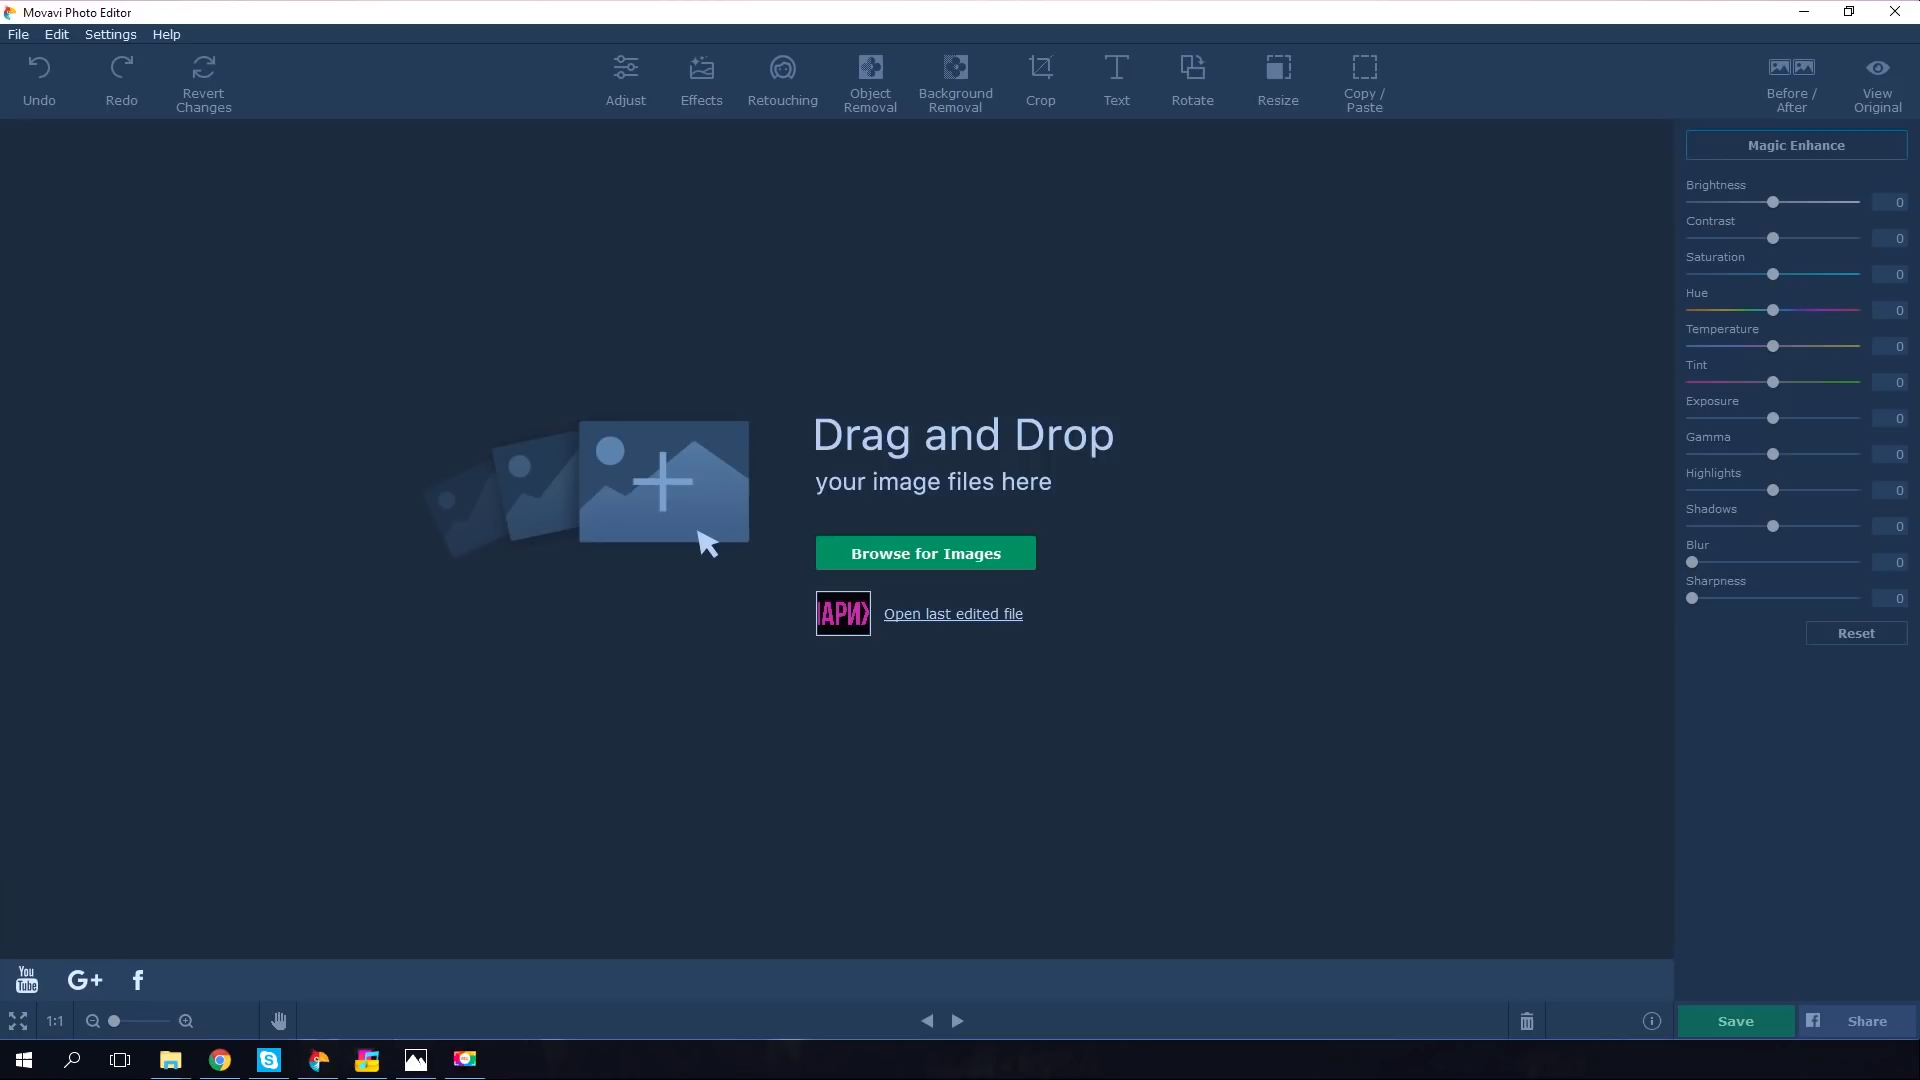 Movavi Photo Editor
File Edit Settings Help
Undo
Redo
Revert
Changes
Adjust
Effects
Retouching
Object
Removal
Background
Removal
Crop
Text
Rotate
Resize
Copy /
Paste
Before /
After
View
Original
Magic Enhance
Brightness
0
Contrast
0
Saturation
0
Hue
0
Temperature
0
Tint
0
Exposure
0
Gamma
0
Highlights
0
Shadows
0
Blur
0
Sharpness
0
Reset
Drag and Drop
your image files here
Browse for Images
АРИ
Open last edited file
You
Tube
G+
f
1:1
Save
Share